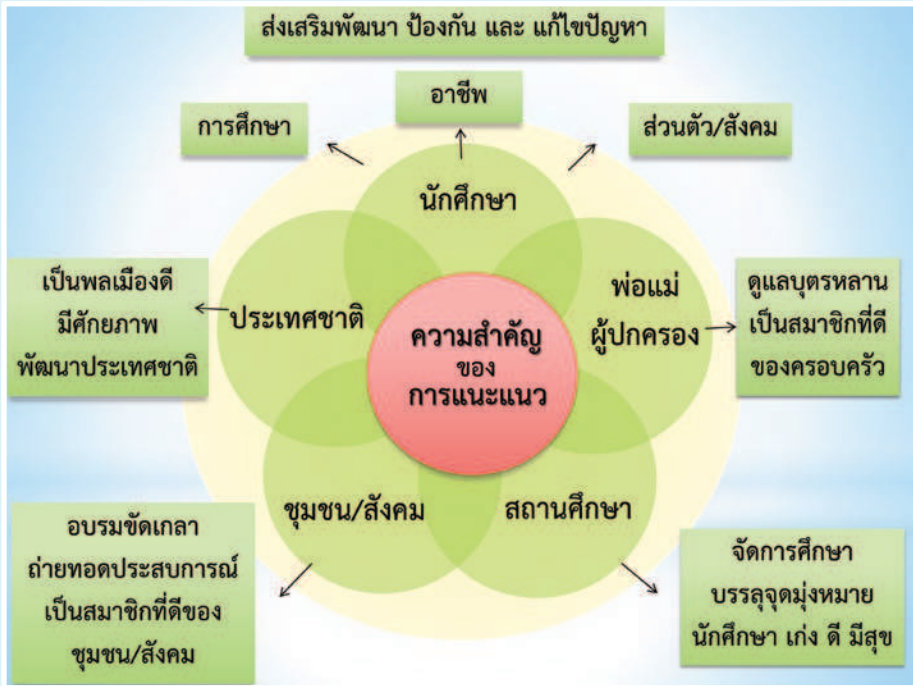 ส่งเสริมพัฒนา ป้องกัน และ แก้ไขปัญหา
อาชีพ
การศึกษา
ส่วนตัว/สังคม
นักศึกษา
พ่อแม่
ผู้ปกครอง
ดูแลบุตรหลาน
เป็นสมาชิกที่ดี
ของครอบครัว
เป็นพลเมืองดี
มีศักยภาพ
พัฒนาประเทศชาติ
ประเทศชาติ
ความสำคัญ
ของ
การแนะแนว
ชุมชน/สังคม
สถานศึกษา
อบรมขัดเกลา
ถ่ายทอดประสบการณ์
เป็นสมาชิกที่ดีของ
ชุมชน/สังคม
จัดการศึกษา
บรรลุจุดมุ่งหมาย
นักศึกษา เก่ง ดี มีสุข